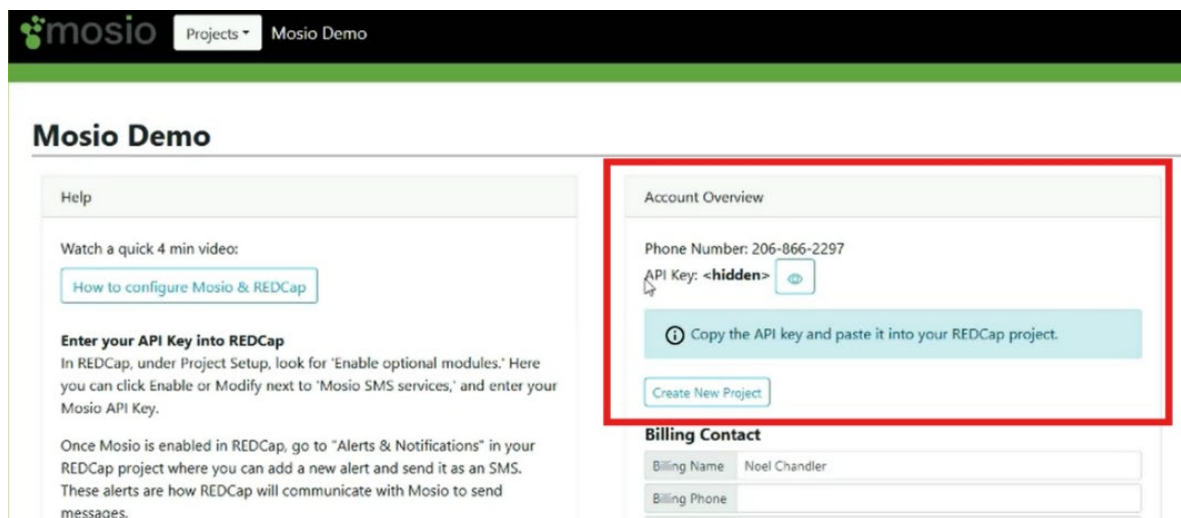 mosio Projects Mosio Demo
Mosio Demo
Help
Watch a quick 4 min video:
How to configure Mosio & REDCap
Enter your API Key into REDCap
In REDCap, under Project Setup, look for 'Enable optional modules.' Here
you can click Enable or Modify next to 'Mosio SMS services,' and enter your
Mosio API Key.
Once Mosio is enabled in REDCap, go to "Alerts & Notifications" in your
REDCap project where you can add a new alert and send it as an SMS.
These alerts are how REDCap will communicate with Mosio to send
messages.
Account Overview
Phone Number: 206-866-2297
API Key: <hidden>
Copy the API key and paste it into your REDCap project.
Create New Project
Billing Contact
Billing Name Noel Chandler
Billing Phone